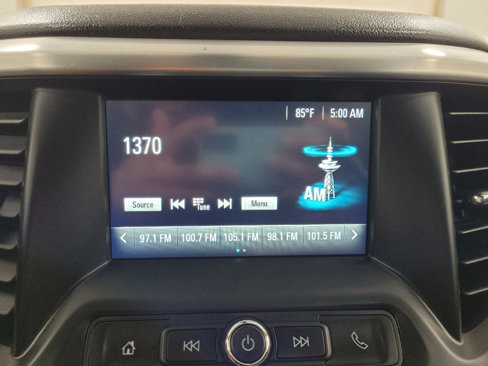 85°F 5:00 AM
1370
AM
Source Tune Menu
97.1 FM 100.7 FM 105.1 FM 98.1 FM 101.5 FM